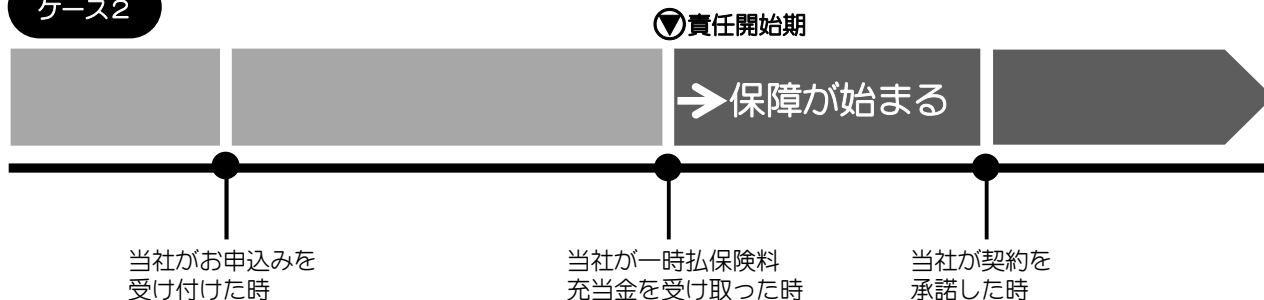 ケース2
責任開始期
保障が始まる
当社がお申込みを
受け付けた時
当社が一時払保険料
充当金を受け取った時
当社が契約を
承諾した時